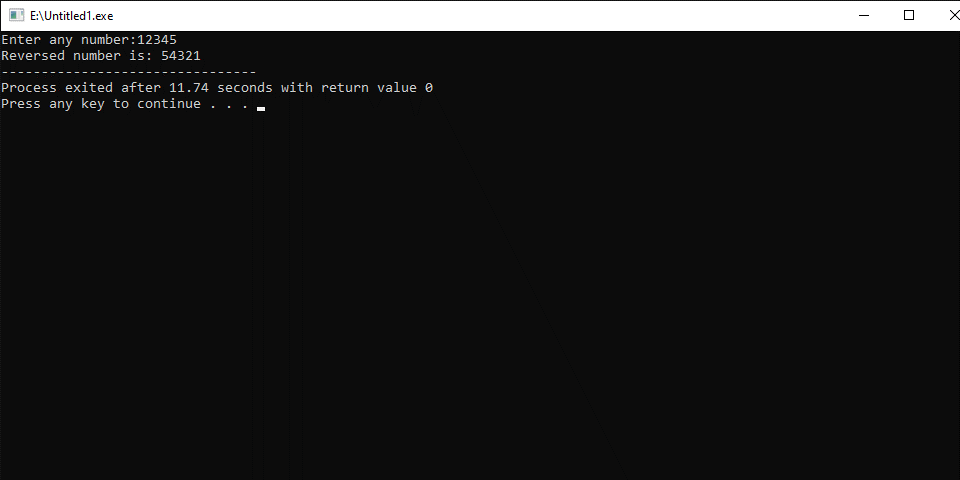 E:\Untitled1.exe
Enter any number:12345
Reversed number is: 54321
--------------------------------
Process exited after 11.74 seconds with return value 0
Press any key to continue . . .